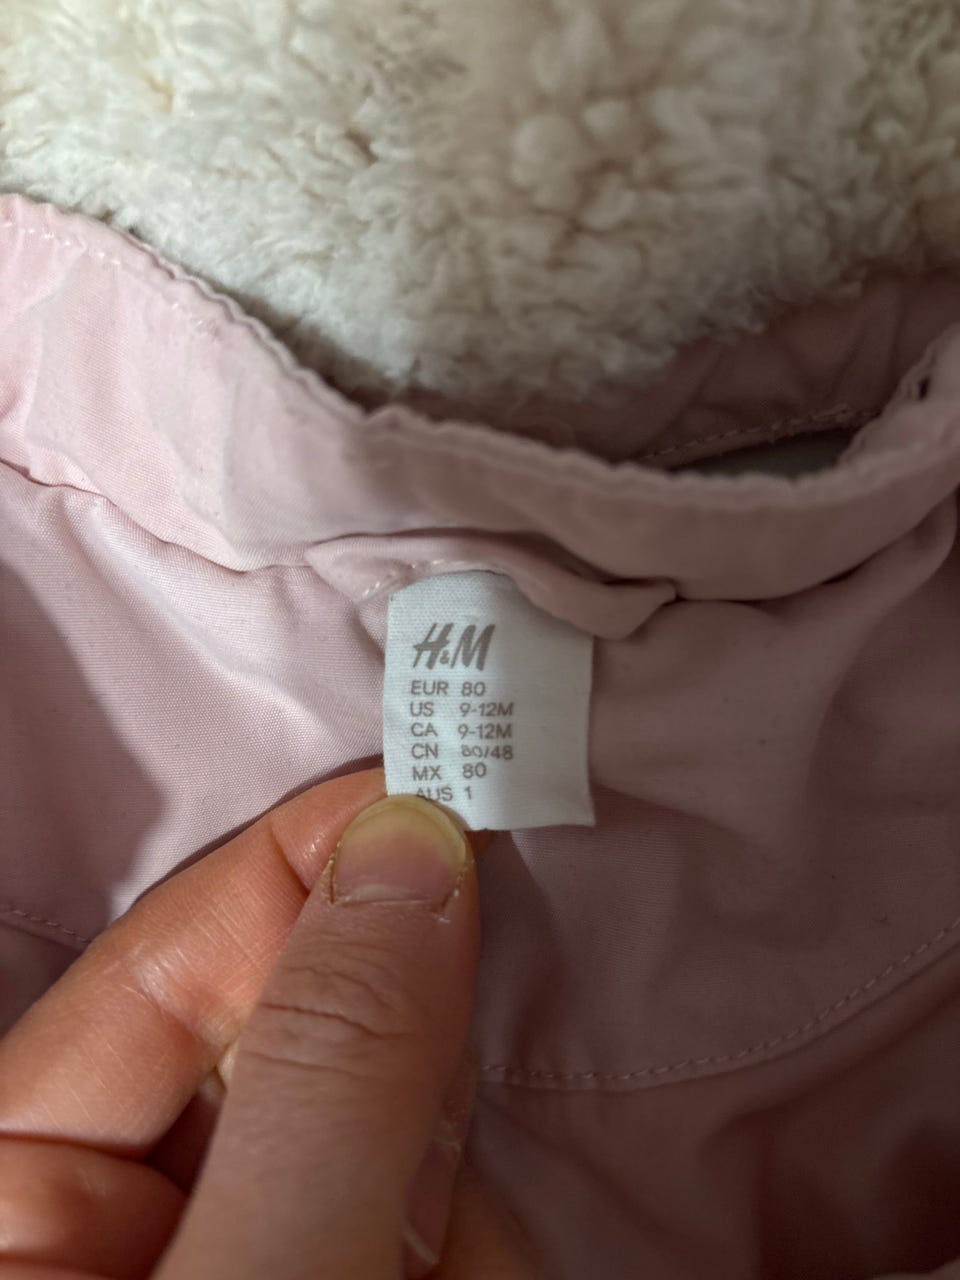 H&M
EUR 80
US 9-12M
CA 9-12M
CN 80/48
MX 80
AUS 1